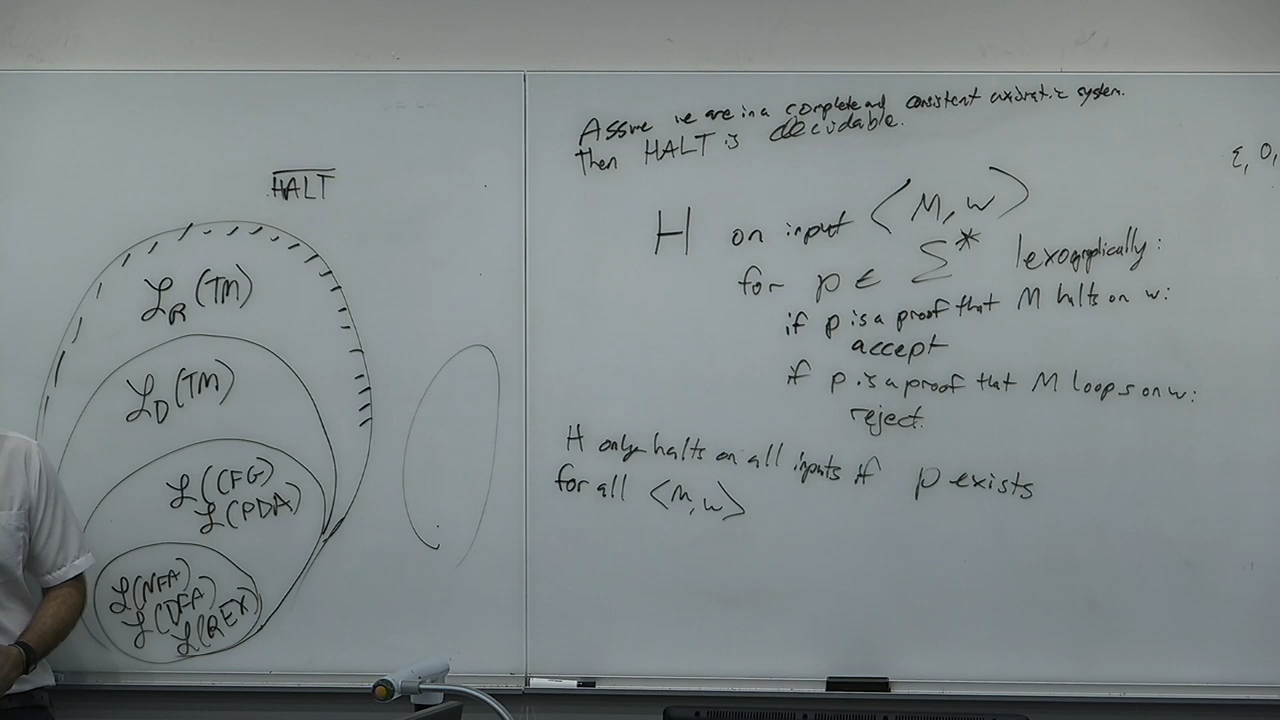 HALT
ℒR(TM)
ℒD(TM)
ℒ(CFG)
ℒ(PDA)
ℒ(NFA)
ℒ(DFA)
ℒ(REX)
Assume we are in a complete and consistent axiomatic system.
then HALT is decidable.
H on input ⟨M, w⟩
for p ∈ Σ* lexographically:
if p is a proof that M halts on w:
accept
if p is a proof that M loops on w:
reject.
H only halts on all inputs if p exists
for all ⟨M, w⟩
ε, 0,